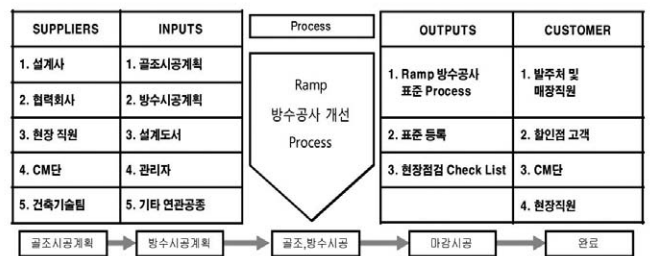 SUPPLIERS INPUTS Process OUTPUTS CUSTOMER
1. 설계사 1. 골조시공계획
2. 협력회사 2. 방수시공계획
3. 현장 직원 3. 설계도서
4. CM단 4. 관리자
5. 건축기술팀 5. 기타 연관공종
Ramp
방수공사 개선
Process
1. Ramp 방수공사
표준 Process
2. 표준 등록
3. 현장점검 Check List
1. 발주처 및
매장직원
2. 할인점 고객
3. CM단
4. 현장직원
골조시공계획 방수시공계획 골조,방수시공 마감시공 완료